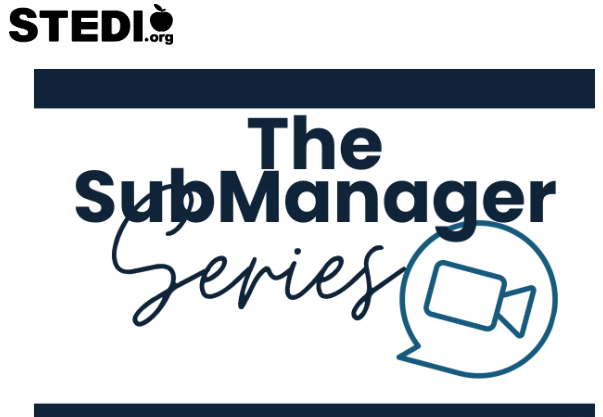 STEDI.org
The
SubManager
Series